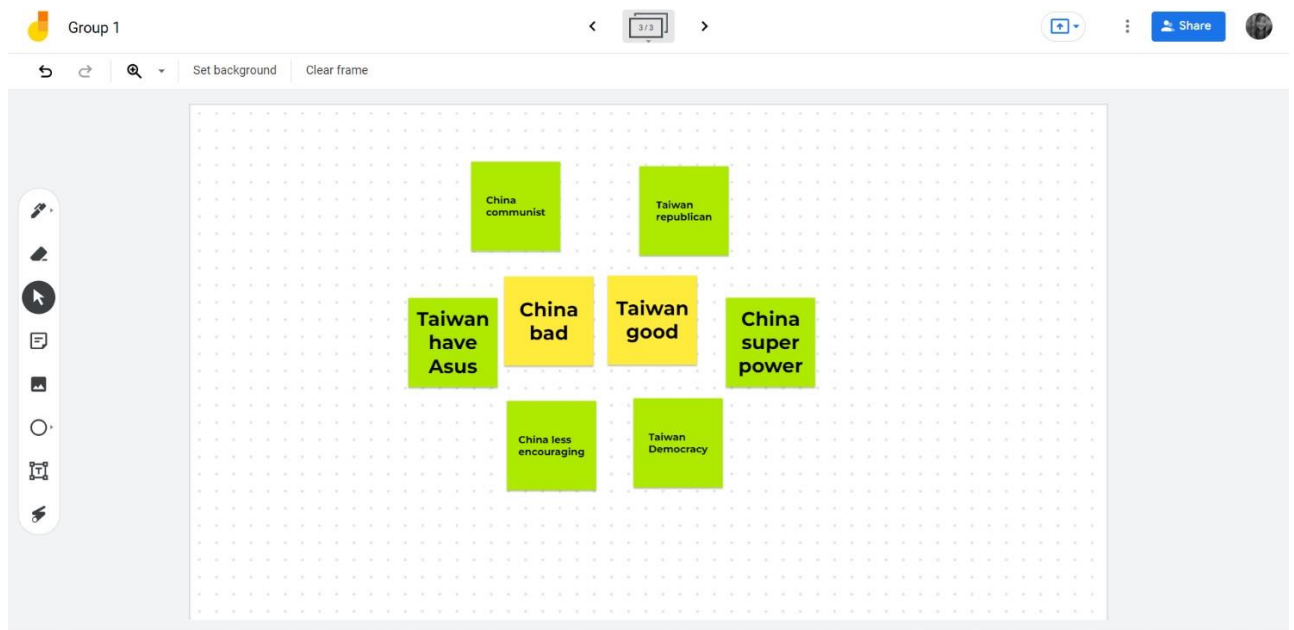 Group 1
3 / 3
Share
Set background
Clear frame
China
communist
Taiwan
republican
Taiwan
have
Asus
China
bad
Taiwan
good
China
super
power
China less
encouraging
Taiwan
Democracy